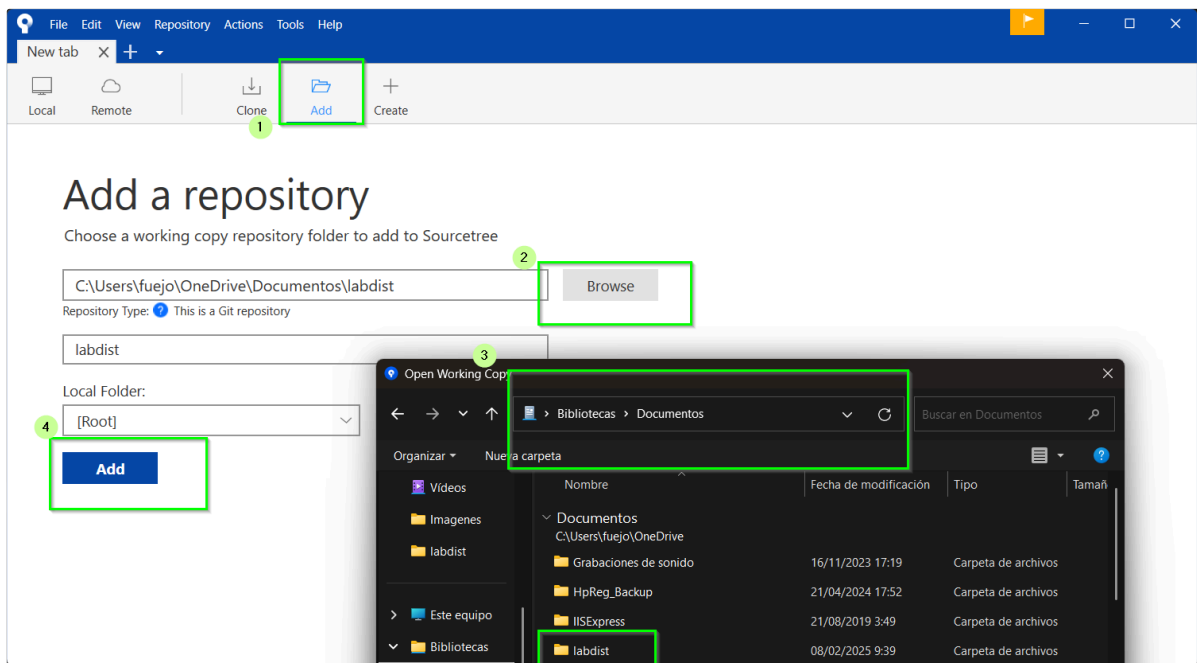 File Edit View Repository Actions Tools Help
New tab
Local Remote Clone Add Create
1
Add a repository
Choose a working copy repository folder to add to Sourcetree
2
C:\Users\fuejo\OneDrive\Documentos\labdist Browse
Repository Type: ? This is a Git repository
labdist
3
Open Working Copy
Local Folder:
[Root]
4
Add
Bibliotecas > Documentos Buscar en Documentos
Organizar Nueva carpeta ?
Nombre Fecha de modificación Tipo Tamañ
Vídeos
Imagenes
labdist
Este equipo
Bibliotecas
Documentos
C:\Users\fuejo\OneDrive
Grabaciones de sonido 16/11/2023 17:19 Carpeta de archivos
HpReg_Backup 21/04/2024 17:52 Carpeta de archivos
IISExpress 21/08/2019 3:49 Carpeta de archivos
labdist 08/02/2025 9:39 Carpeta de archivos